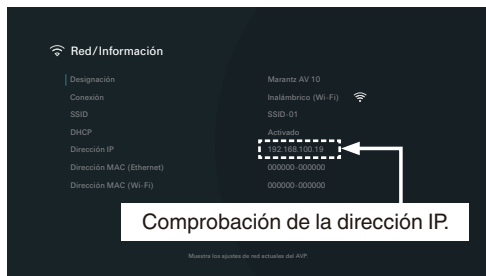 Red/Información
Designación Marantz AV 10
Conexión Inalámbrico (Wi-Fi)
SSID SSID-01
DHCP Activado
Dirección IP 192.168.100.19
Dirección MAC (Ethernet) 000000-000000
Dirección MAC (Wi-Fi) 000000-000000
Comprobación de la dirección IP.
Muestra los ajustes de red actuales del AVP.